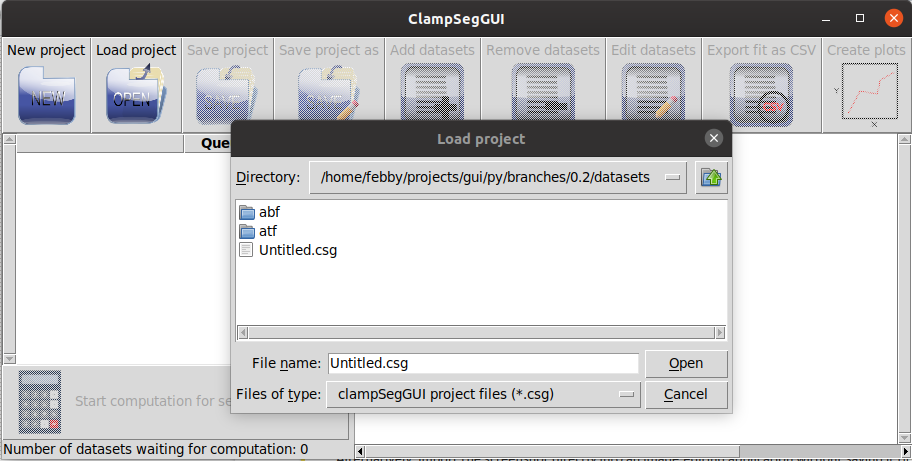 ClampSegGUI
New project Load project Save project Save project as Add datasets Remove datasets Edit datasets Export fit as CSV Create plots
NEW OPEN SAVE SAVE CSV Y X
Load project
Que
Directory: /home/febby/projects/gui/py/branches/0.2/datasets
abf
atf
Untitled.csg
File name: Untitled.csg Open
Files of type: clampSegGUI project files (*.csg) Cancel
Start computation for se
Number of datasets waiting for computation: 0